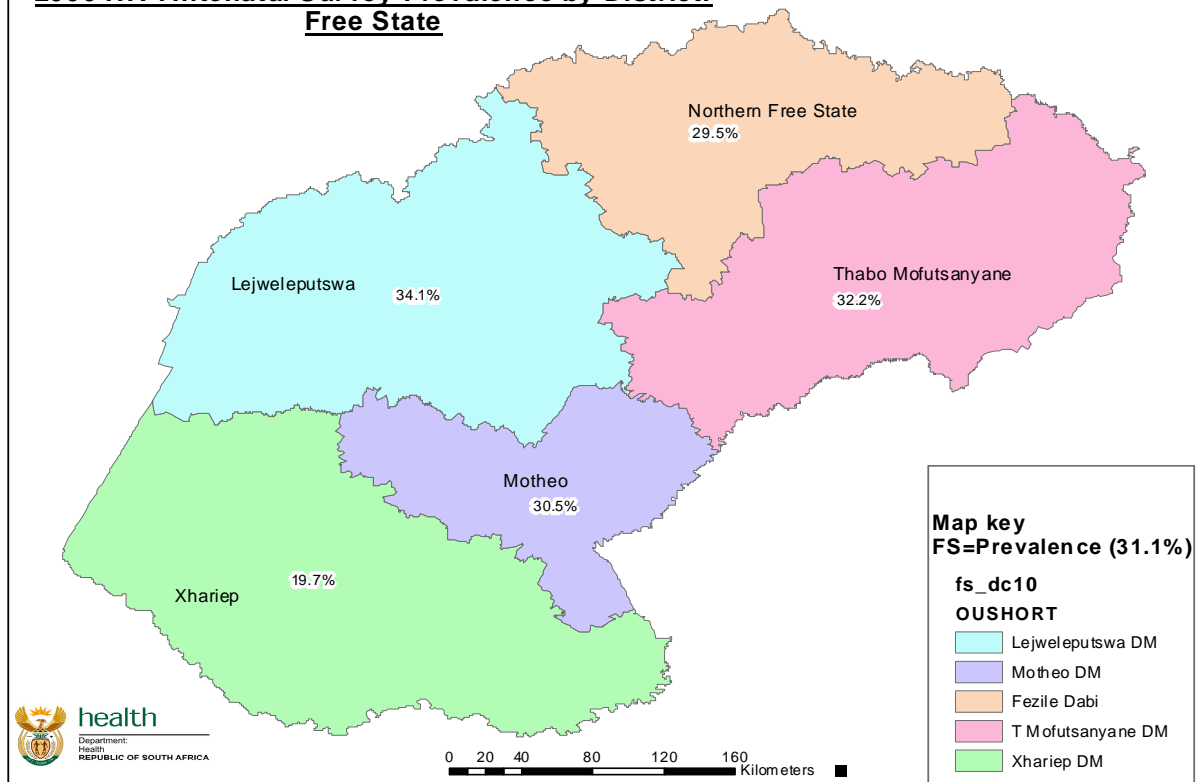 Free State
Northern Free State
29.5%
Thabo Mofutsanyane
32.2%
Lejweleputswa
34.1%
Motheo
30.5%
Xhariep
19.7%
Map key
FS=Prevalence (31.1%)
fs_dc10
OUSHORT
Lejweleputswa DM
Motheo DM
Fezile Dabi
T Mofutsanyane DM
Xhariep DM
health
Department:
Health
REPUBLIC OF SOUTH AFRICA
0 20 40 80 120 160
Kilometers